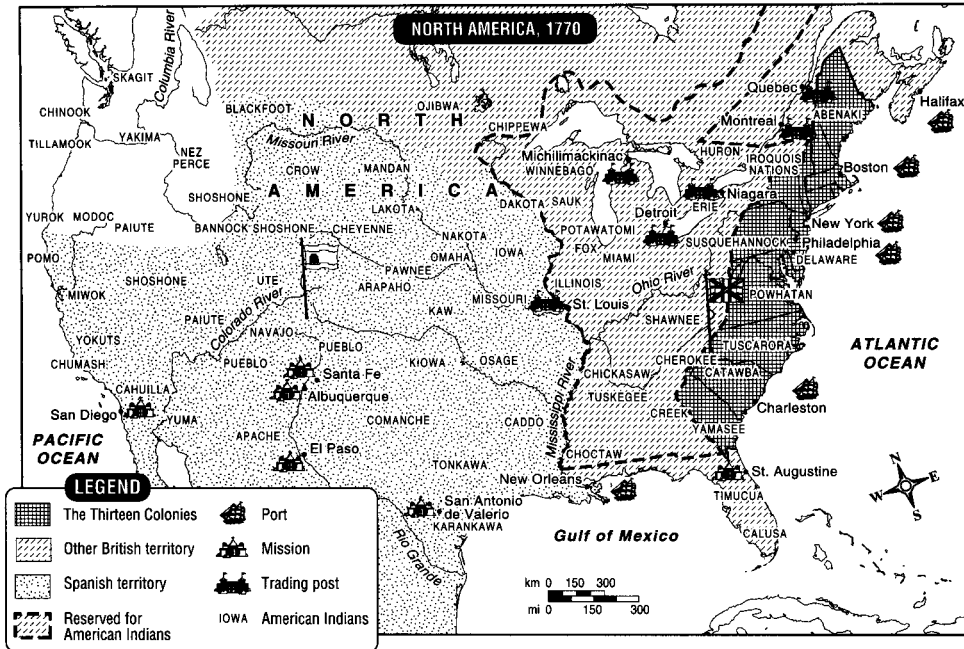 NORTH AMERICA, 1770
Columbia River
SKAGIT
CHINOOK
TILLAMOOK
YAKIMA
NEZ
PERCE
BLACKFOOT
OJIBWA
NORTH
Missouri River
CHIPPEWA
Quebec
ABENAKI
Halifax
Montreal
HURON
IROQUOIS
NATIONS
Boston
Michilimackinac
WINNEBAGO
CROW
MANDAN
AMERICA
SHOSHONE
LAKOTA
DAKOTA
SAUK
Niagara
ERIE
Detroit
New York
YUROK
MODOC
PAIUTE
BANNOCK
SHOSHONE
CHEYENNE
NAKOTA
POTAWATOMI
FOX
MIAMI
SUSQUEHANNOCK
Philadelphia
DELAWARE
POMO
OMAHA
IOWA
PAWNEE
SHOSHONE
UTE
ARAPAHO
MIWOK
MISSOURI
ILLINOIS
St. Louis
Ohio River
POWHATAN
PAIUTE
Colorado River
KAW
SHAWNEE
YOKUTS
NAVAJO
PUEBLO
PUEBLO
KIOWA
OSAGE
TUSCARORA
CHUMASH
CHEROKEE
CATAWBA
ATLANTIC
OCEAN
Santa Fe
Albuquerque
CHICKASAW
TUSKEGEE
CAHUILLA
San Diego
YUMA
COMANCHE
CADDO
Mississippi River
CREEK
Charleston
YAMASEE
PACIFIC
OCEAN
APACHE
El Paso
TONKAWA
CHOCTAW
New Orleans
St. Augustine
TIMUCUA
San Antonio
de Valerio
KARANKAWA
Rio Grande
Gulf of Mexico
CALUSA
N
W
E
S
km 0 150 300
mi 0 150 300
LEGEND
The Thirteen Colonies
Port
Other British territory
Mission
Spanish territory
Trading post
Reserved for
American Indians
IOWA American Indians